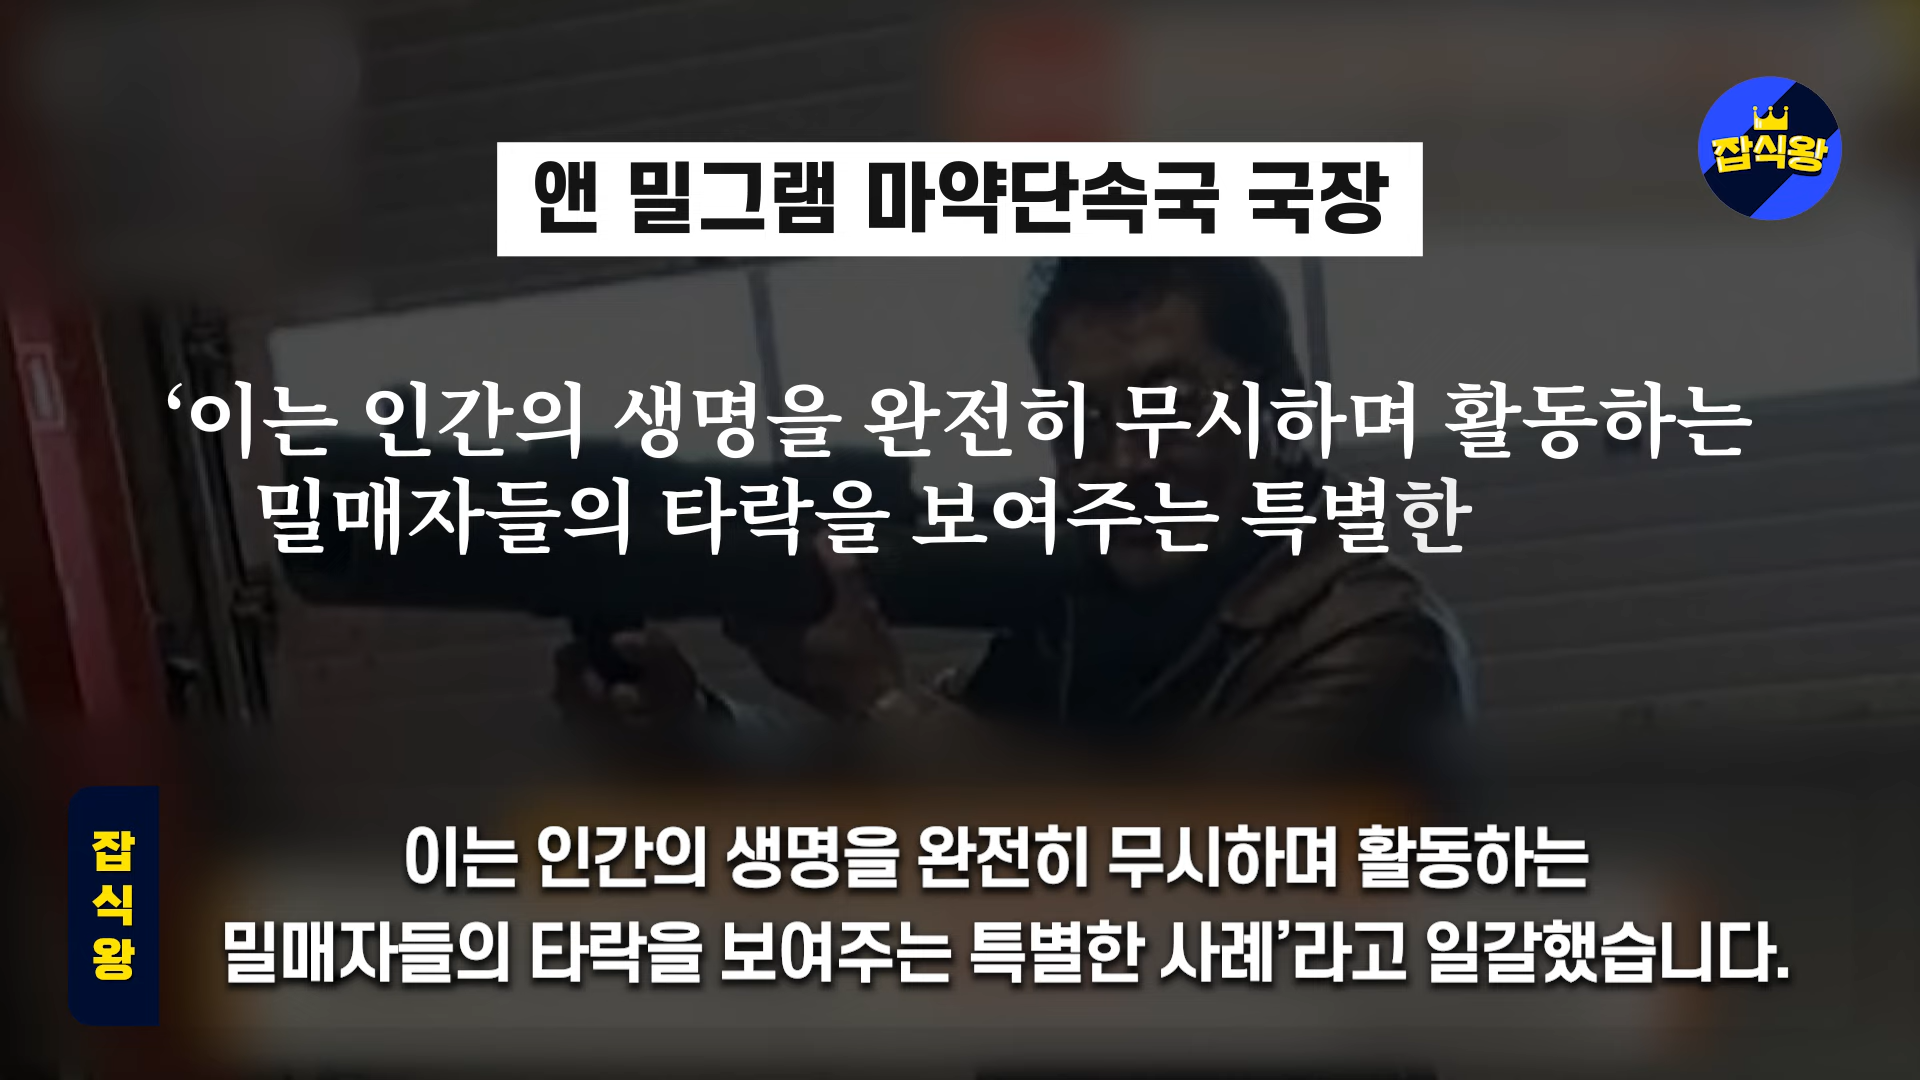 잡식왕
앤 밀그램 마약단속국 국장
‘이는 인간의 생명을 완전히 무시하며 활동하는
밀매자들의 타락을 보여주는 특별한
잡식왕
이는 인간의 생명을 완전히 무시하며 활동하는
밀매자들의 타락을 보여주는 특별한 사례’라고 일갈했습니다.